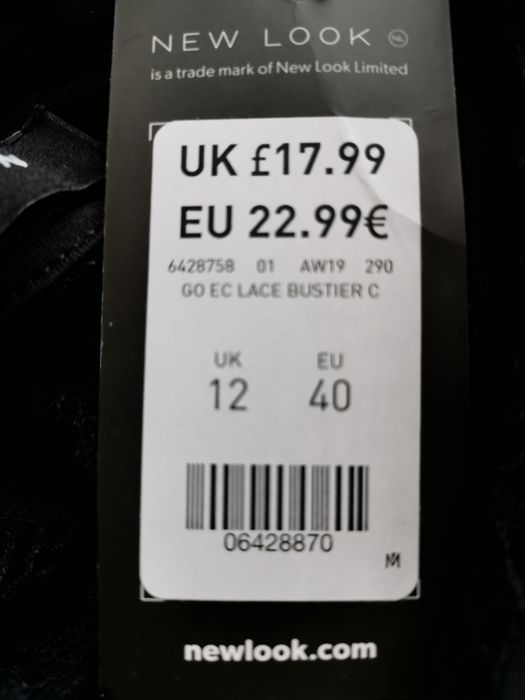 NEW LOOK NL
is a trade mark of New Look Limited
UK £17.99
EU 22.99€
6428758 01 AW19 290
GO EC LACE BUSTIER C
UK EU
12 40
06428870
M
newlook.com